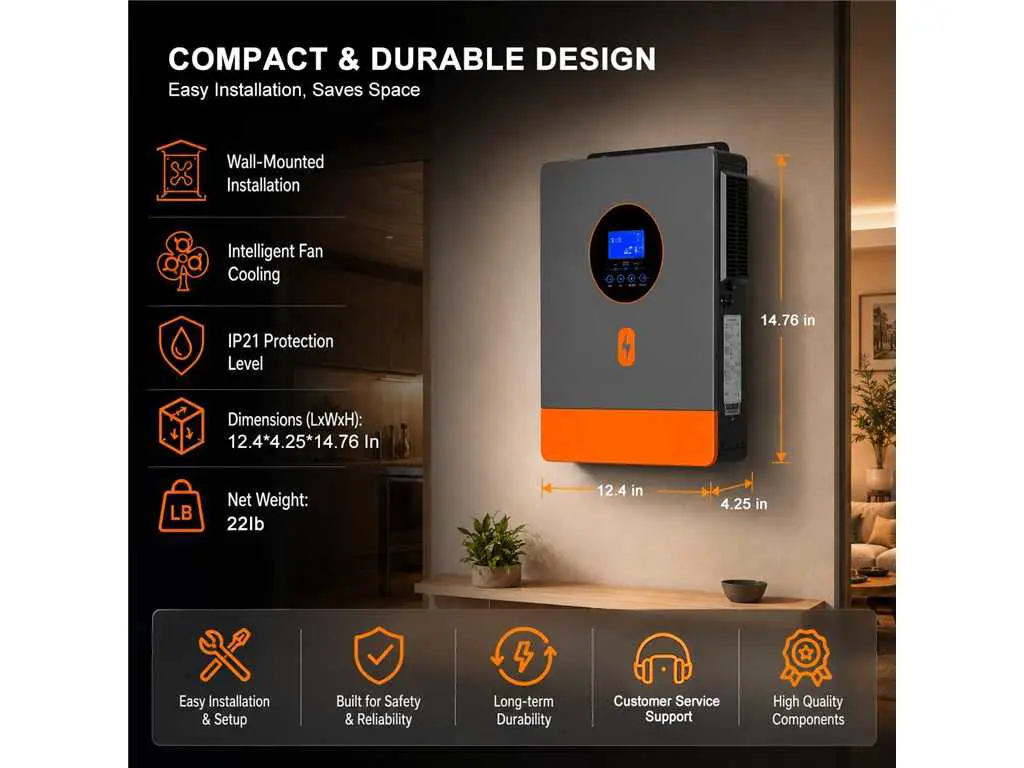 COMPACT & DURABLE DESIGN
Easy Installation, Saves Space
Wall-Mounted
Installation
Intelligent Fan
Cooling
IP21 Protection
Level
Dimensions (LxWxH):
12.4*4.25*14.76 In
LB
Net Weight:
22lb
14.76 in
12.4 in
4.25 in
Easy Installation
& Setup
Built for Safety
& Reliability
Long-term
Durability
Customer Service
Support
High Quality
Components